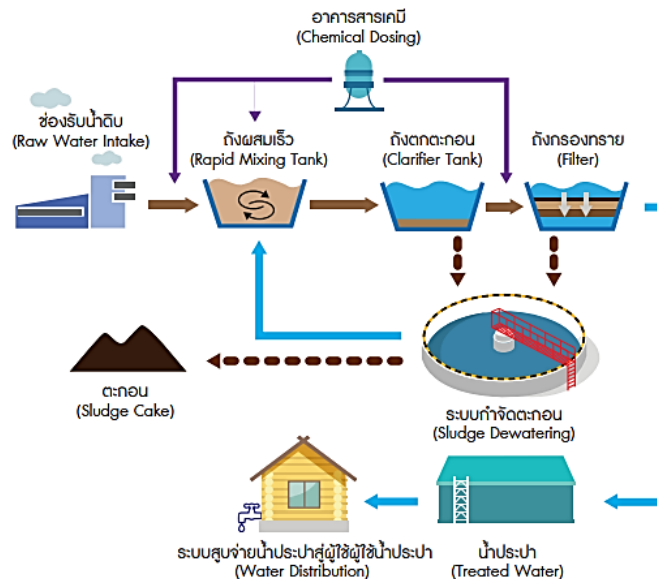 อาคารสารเคมี
(Chemical Dosing)
ช่องรับน้ำดิบ
(Raw Water Intake)
ถังผสมเร็ว
(Rapid Mixing Tank)
ถังตกตะกอน
(Clarifier Tank)
ถังกรองทราย
(Filter)
ตะกอน
(Sludge Cake)
ระบบกำจัดตะกอน
(Sludge Dewatering)
ระบบสูบจ่ายน้ำประปาสู่ผู้ใช้ผู้ใช้น้ำประปา
(Water Distribution)
น้ำประปา
(Treated Water)